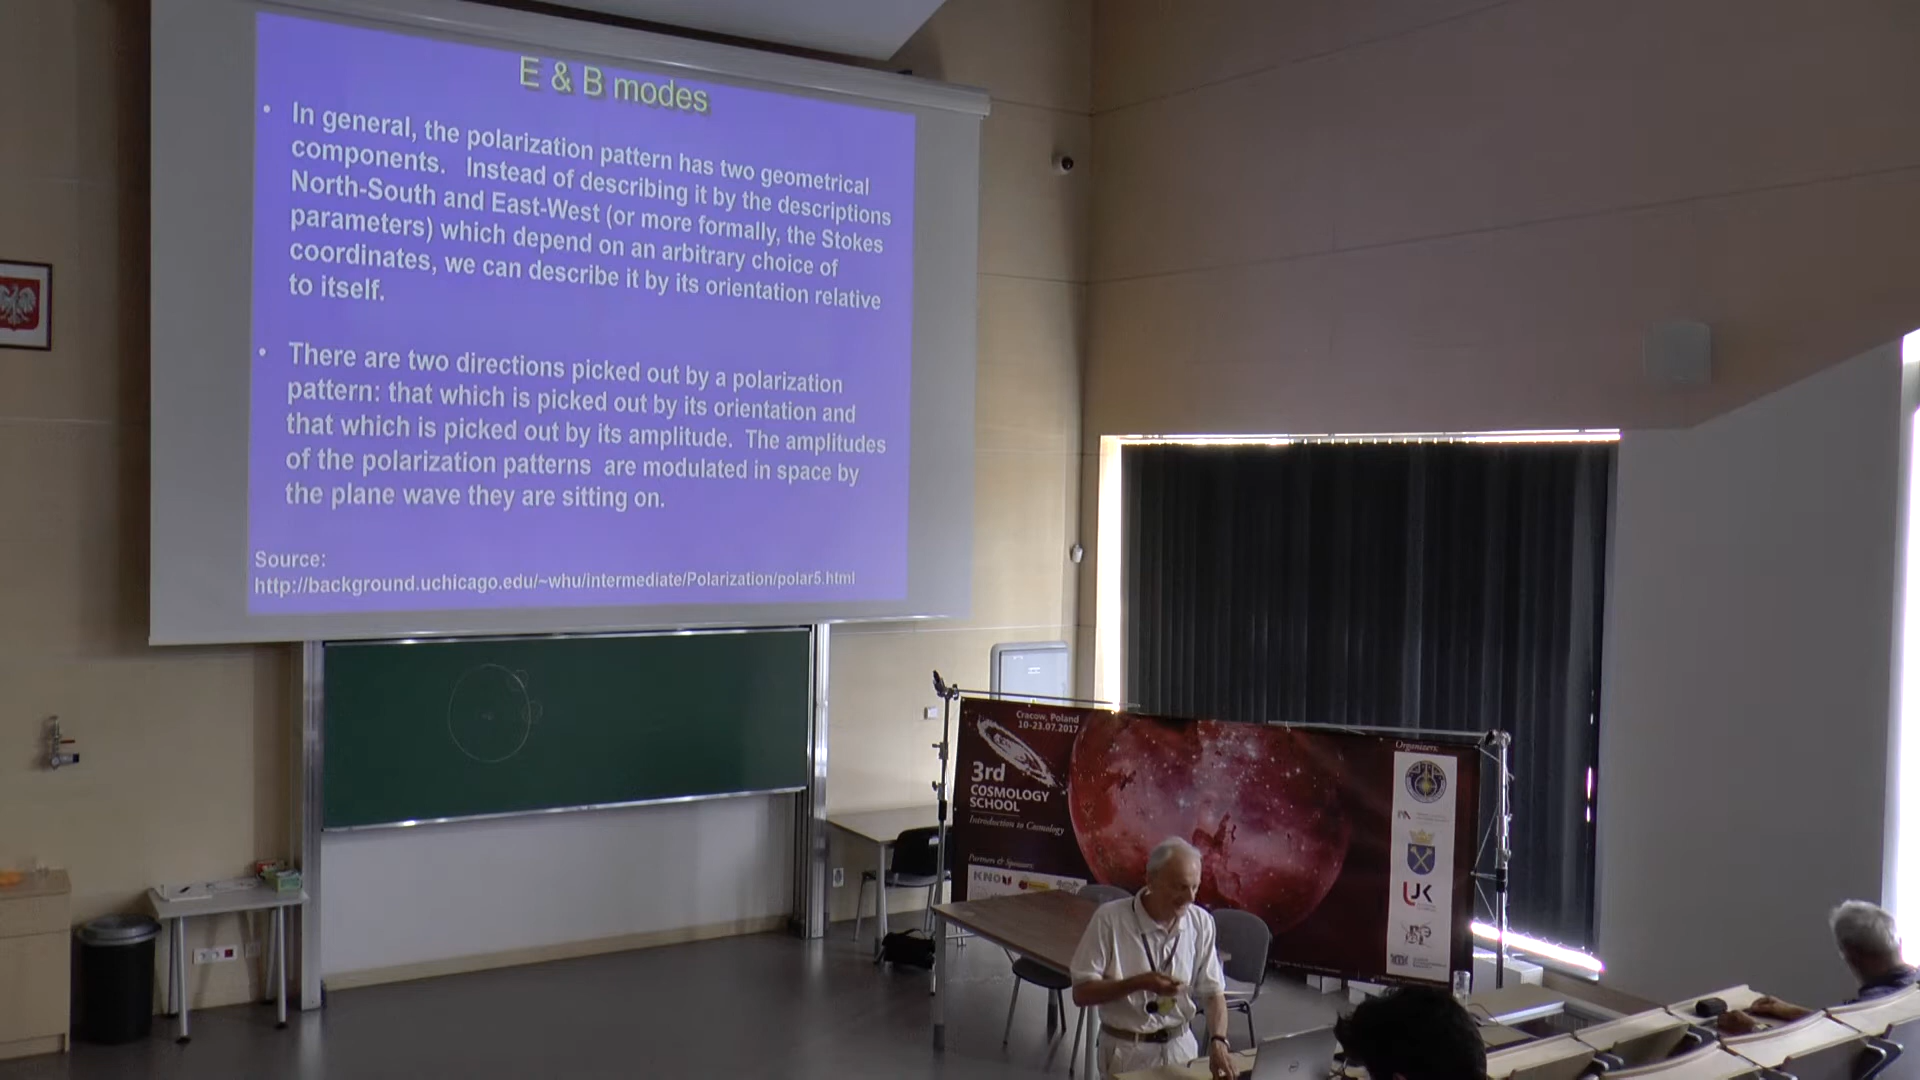 E & B modes
• In general, the polarization pattern has two geometrical
components. Instead of describing it by the descriptions
North-South and East-West (or more formally, the Stokes
parameters) which depend on an arbitrary choice of
coordinates, we can describe it by its orientation relative
to itself.
• There are two directions picked out by a polarization
pattern: that which is picked out by its orientation and
that which is picked out by its amplitude. The amplitudes
of the polarization patterns are modulated in space by
the plane wave they are sitting on.
Source:
http://background.uchicago.edu/~whu/intermediate/Polarization/polar5.html
Cracow, Poland
10-23.07.2017
3rd
COSMOLOGY
SCHOOL
Introduction to Cosmology
Partners & Sponsors:
Organizers:
UJK